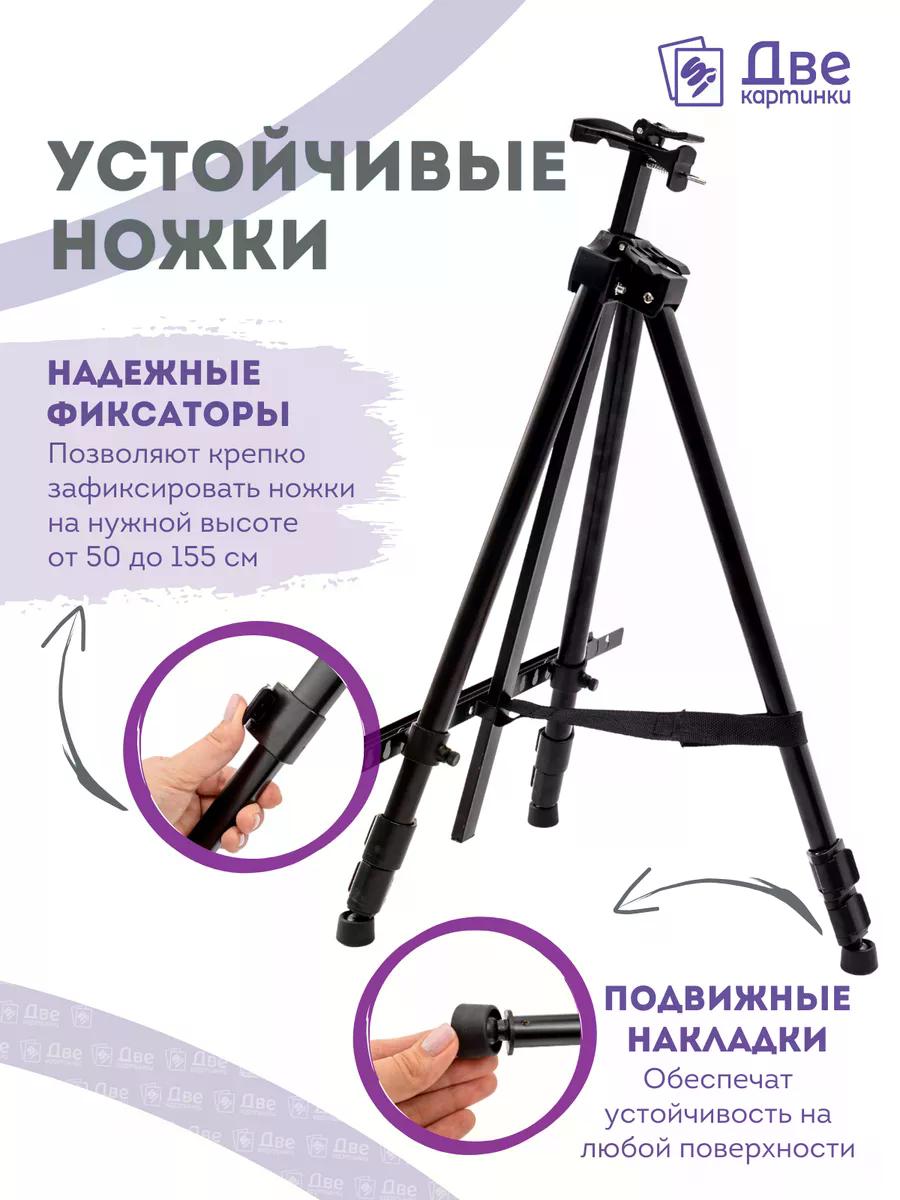 Две
картинки
УСТОЙЧИВЫЕ
НОЖКИ
НАДЕЖНЫЕ
ФИКСАТОРЫ
Позволяют крепко
зафиксировать ножки
на нужной высоте
от 50 до 155 см
ПОДВИЖНЫЕ
НАКЛАДКИ
Обеспечат
устойчивость на
любой поверхности